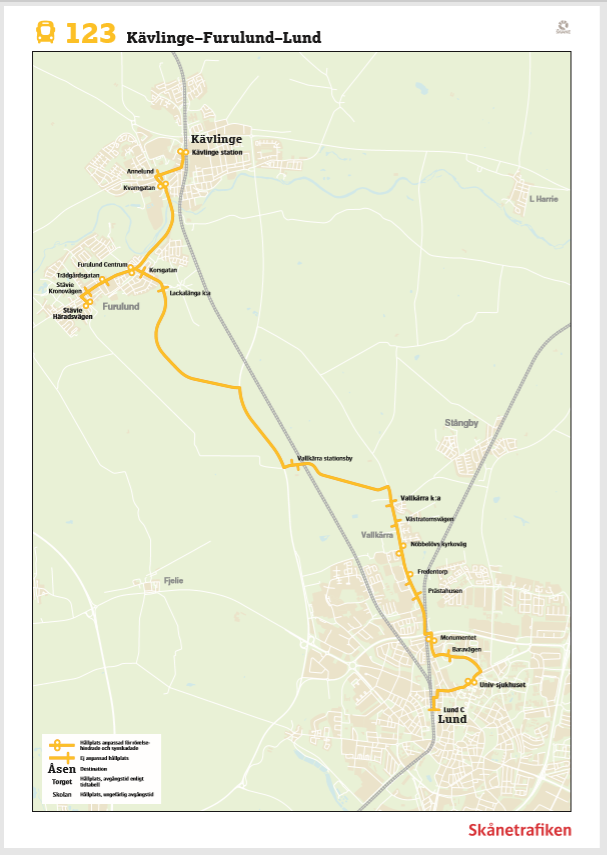 123 Kävlinge–Furulund–Lund
Kävlinge
Kävlinge station
Annelund
Kvarngatan
L Harrie
Furulund Centrum
Korsgatan
Trädgårdsgatan
Stävie
Kronovägen
Lackalänga k:a
Furulund
Stävie
Häradsvägen
Stångby
Vallkärra stationsby
Vallkärra k:a
Västratornsvägen
Vallkärra
Nöbbelövs kyrkoväg
Fredentorp
Fjelie
Prästahusen
Monumentet
Baravägen
Univ-sjukhuset
Lund C
Lund
Hållplats anpassad för rörelse-
hindrade och synskadade
Ej anpassad hållplats
Åsen Destination
Torget Hållplats, avgångstid enligt
tidtabell
Skolan Hållplats, ungefärlig avgångstid
Skånetrafiken